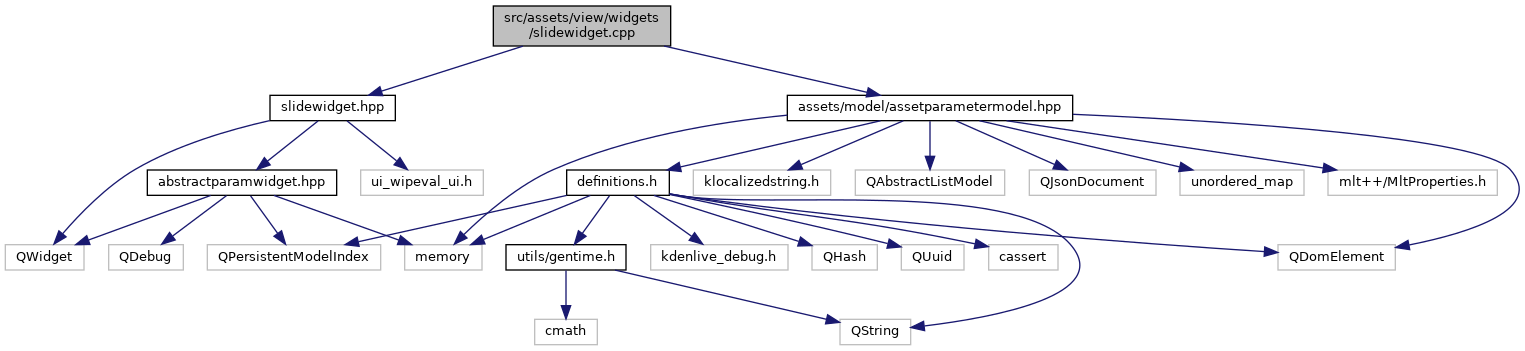 src/assets/view/widgets
/slidewidget.cpp
slidewidget.hpp
assets/model/assetparametermodel.hpp
abstractparamwidget.hpp
ui_wipeval_ui.h
definitions.h
klocalizedstring.h
QAbstractListModel
QJsonDocument
unordered_map
mlt++/MltProperties.h
QWidget
QDebug
QPersistentModelIndex
memory
utils/gentime.h
kdenlive_debug.h
QHash
QUuid
cassert
QDomElement
cmath
QString